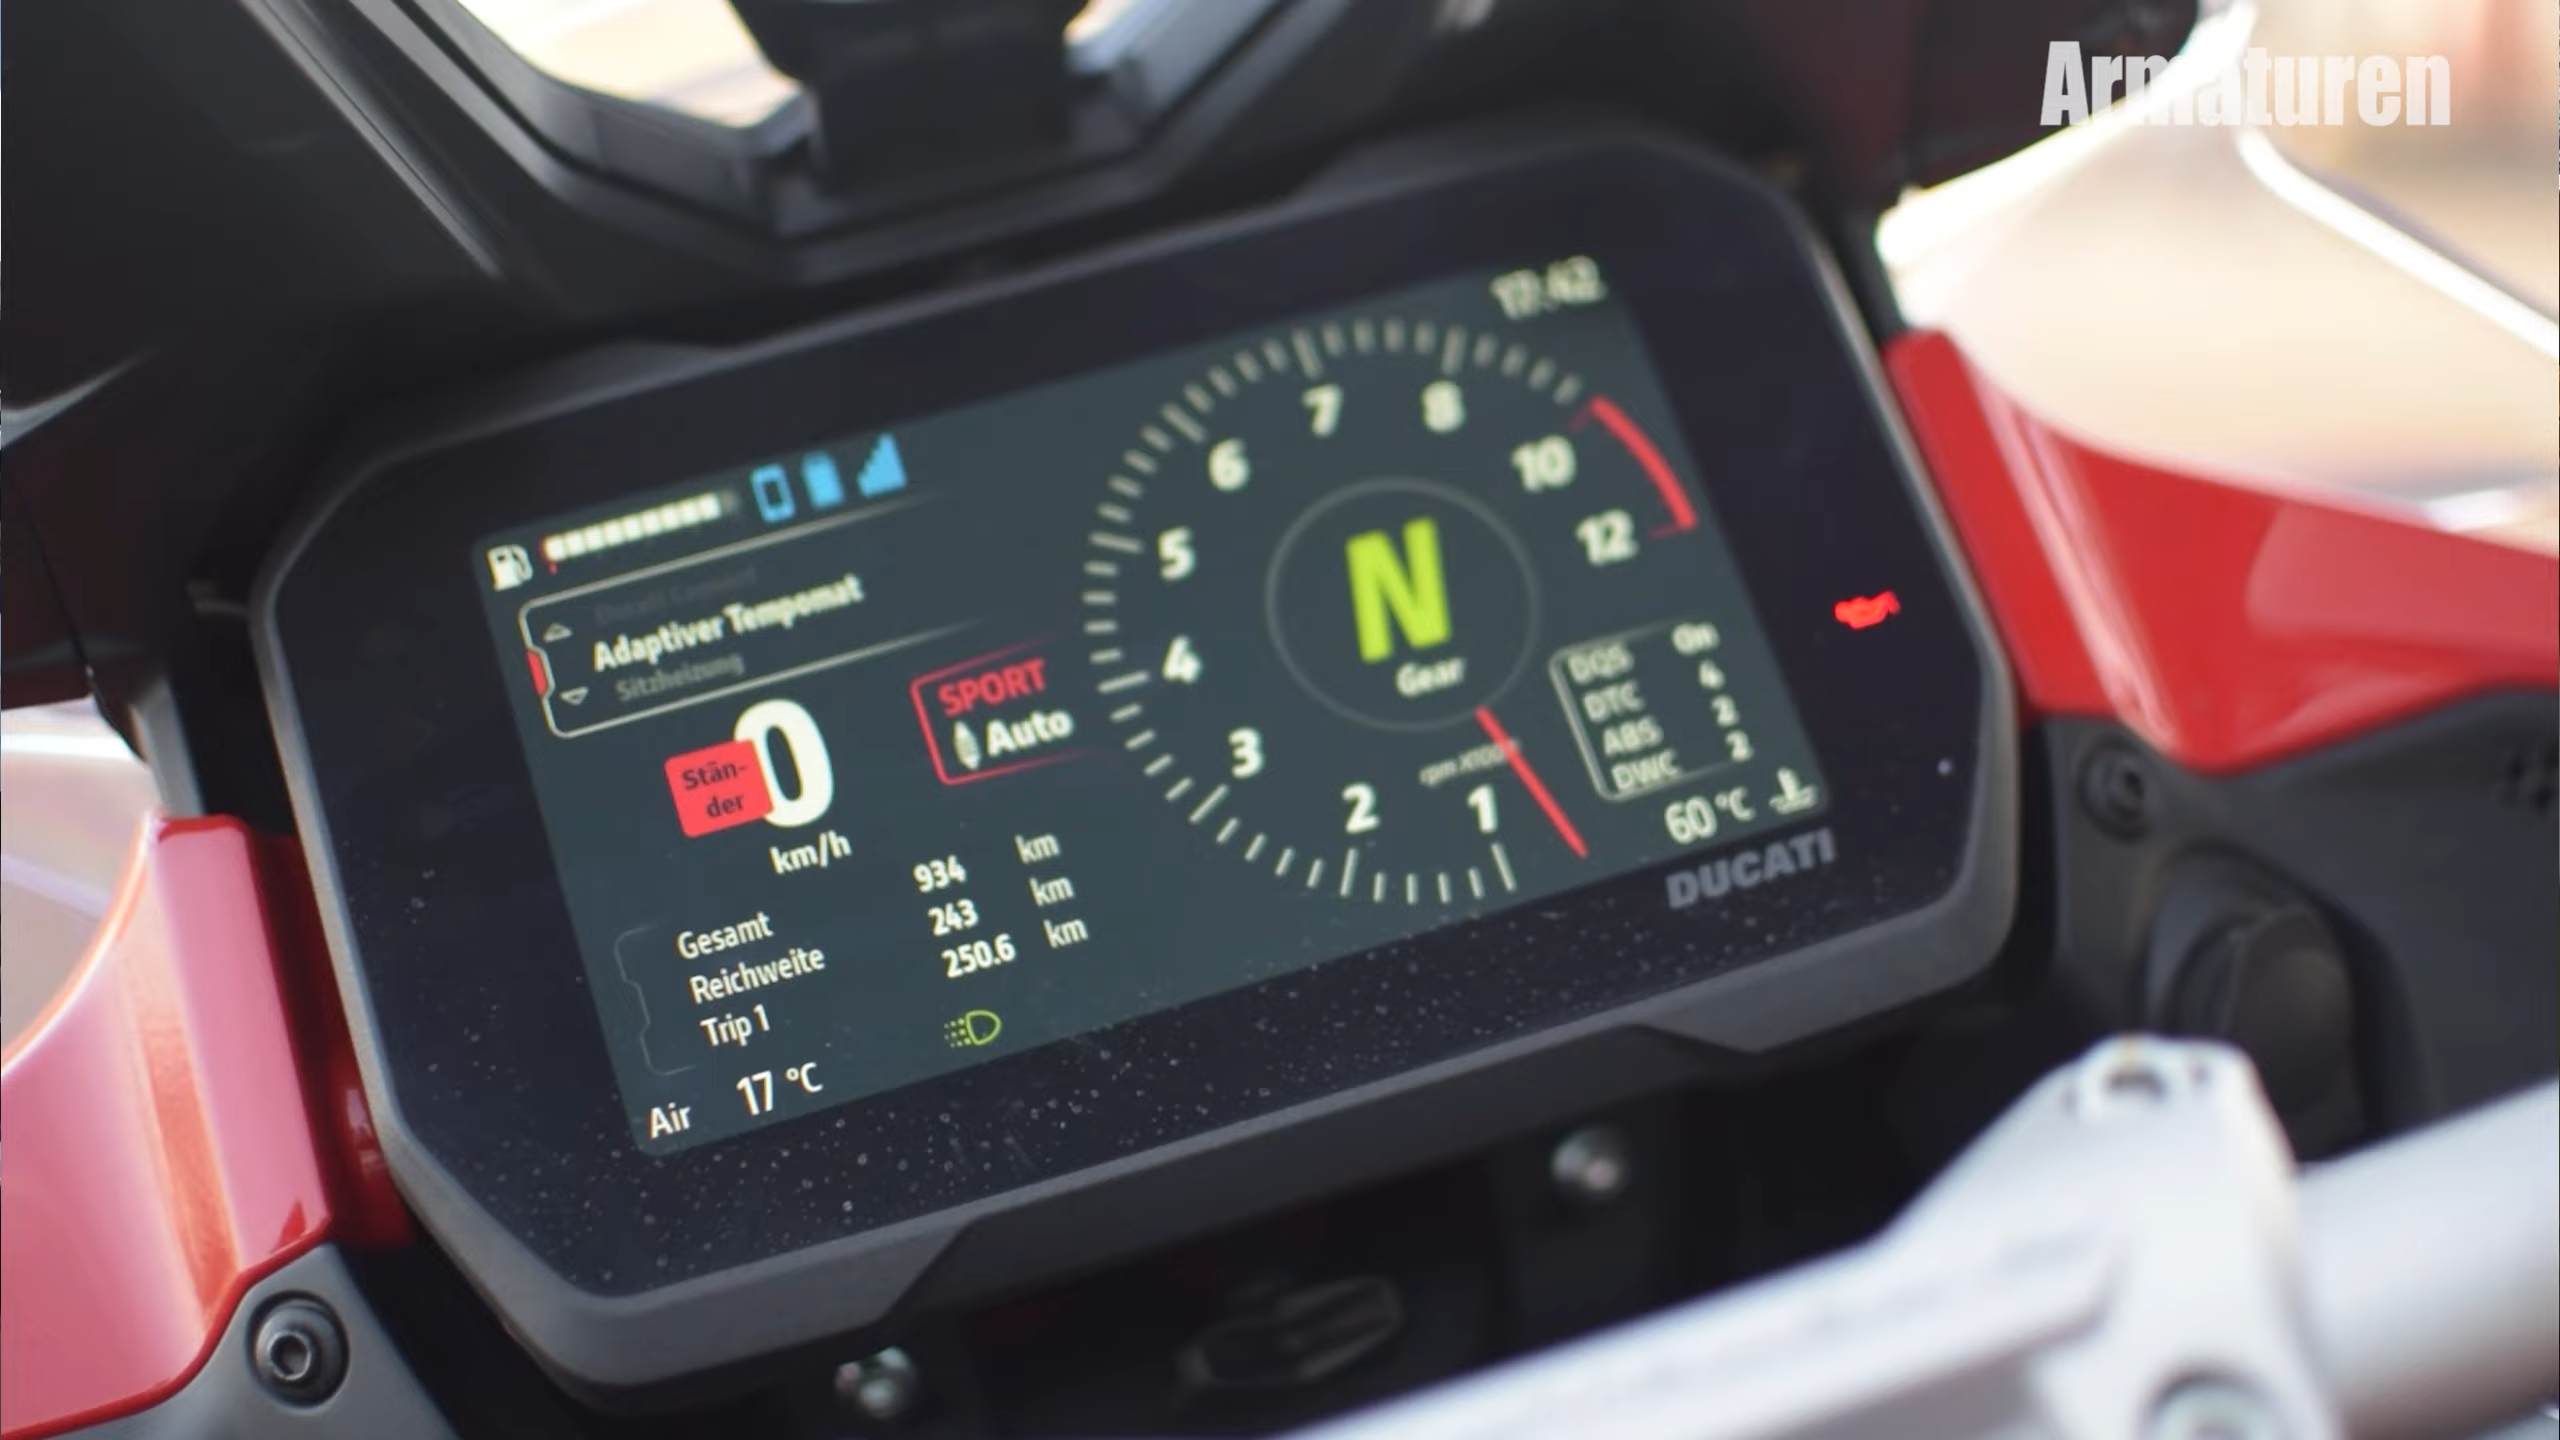 Armaturen
17:42
Adaptiver Tempomat
Sitzheizung
SPORT
Auto
Stän-
der
0
km/h
Gesamt 934 km
Reichweite 243 km
Trip 1 250.6 km
Air 17 °C
1
2
3
4
5
6
7
8
10
12
N
Gear
DQS On
DTC 4
ABS 2
DWC 2
60 °C
DUCATI